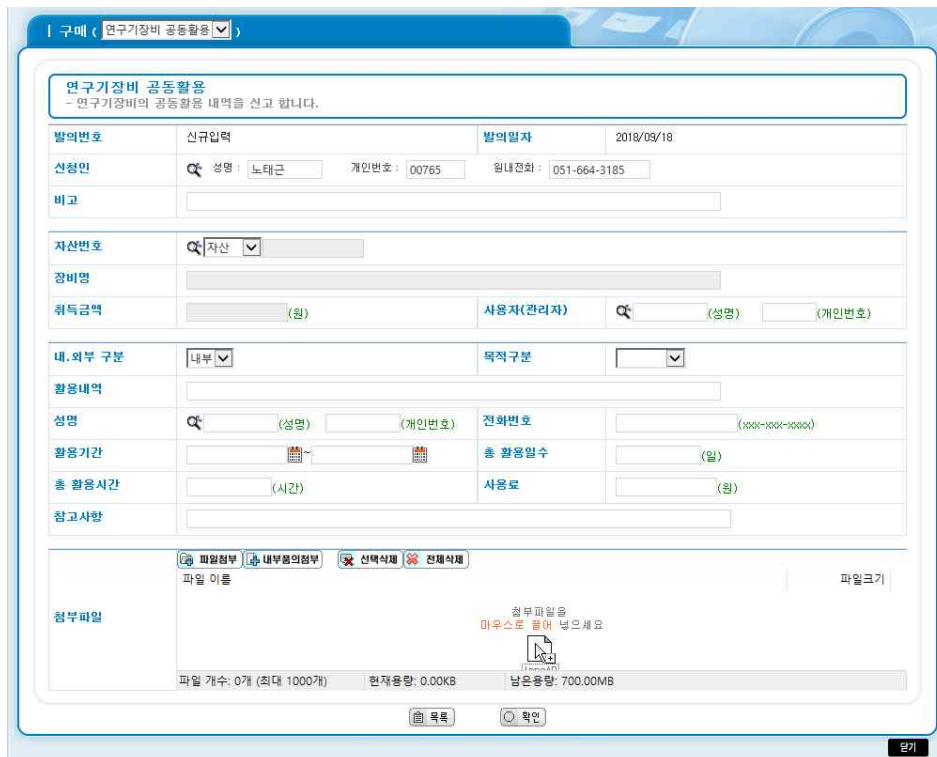 | 구매 ( 연구기장비 공동활용 )
연구기장비 공동활용
- 연구기장비의 공동활용 내역을 신고 합니다.
발의번호 신규입력 발의일자 2018/09/18
신청인 성명 : 노태근 개인번호 : 00765 원내전화 : 051-664-3185
비고
자산번호 자산
장비명
취득금액 (원) 사용자(관리자) (성명) (개인번호)
내.외부 구분 내부 목적구분
활용내역
성명 (성명) (개인번호) 전화번호 (xxx-xxx-xxxx)
활용기간 ~ 총 활용일수 (일)
총 활용시간 (시간) 사용료 (원)
참고사항
파일첨부 내부품의첨부 선택삭제 전체삭제
파일 이름 파일크기
첨부파일
첨부파일을
마우스로 끌어 넣으세요
파일 개수: 0개 (최대 1000개) 현재용량: 0.00KB 남은용량: 700.00MB
목록 확인
닫기